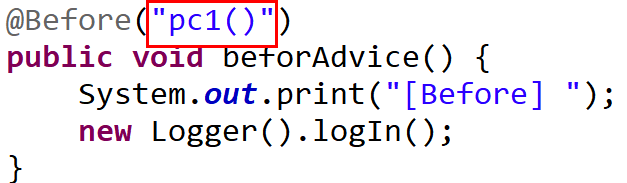 @Before("pc1()")
public void beforAdvice() {
    System.out.print("[Before] ");
    new Logger().logIn();
}